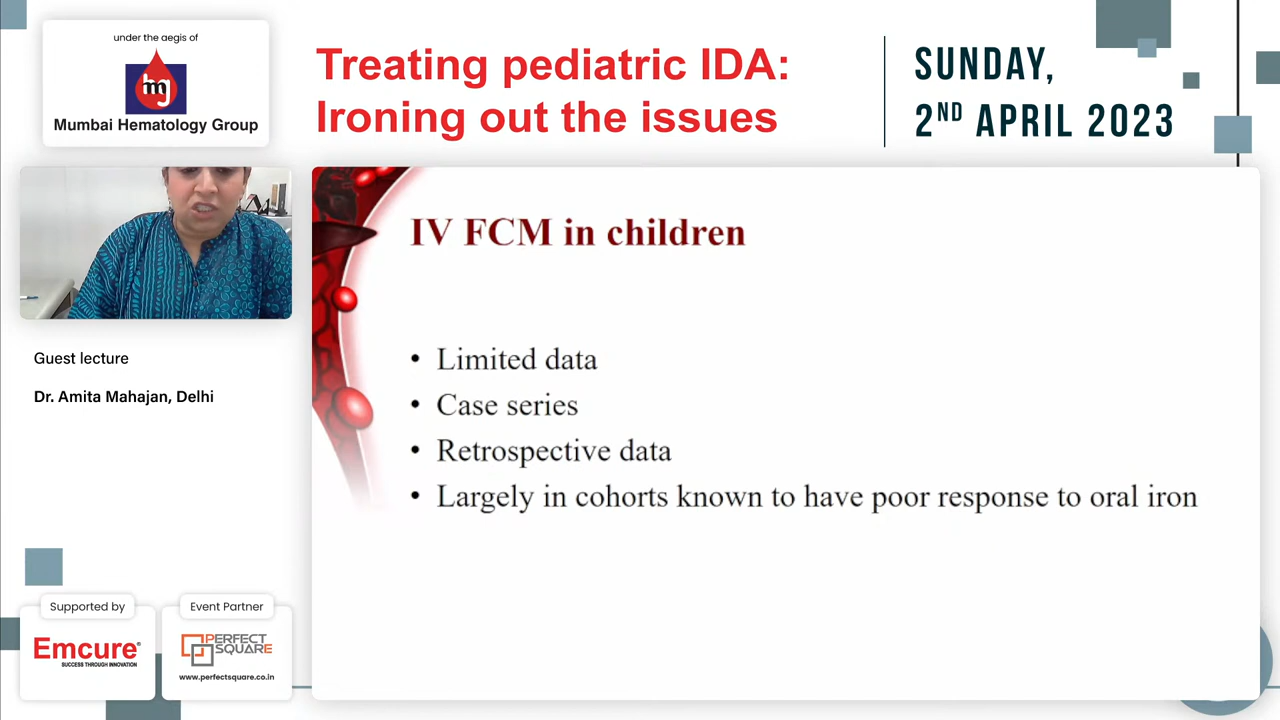 under the aegis of
hmg
Mumbai Hematology Group
Treating pediatric IDA:
Ironing out the issues
SUNDAY,
2ND APRIL 2023
Guest lecture
Dr. Amita Mahajan, Delhi
IV FCM in children
• Limited data
• Case series
• Retrospective data
• Largely in cohorts known to have poor response to oral iron
Supported by
Emcure®
SUCCESS THROUGH INNOVATION
Event Partner
PERFECT
SQUARE
www.perfectsquare.co.in